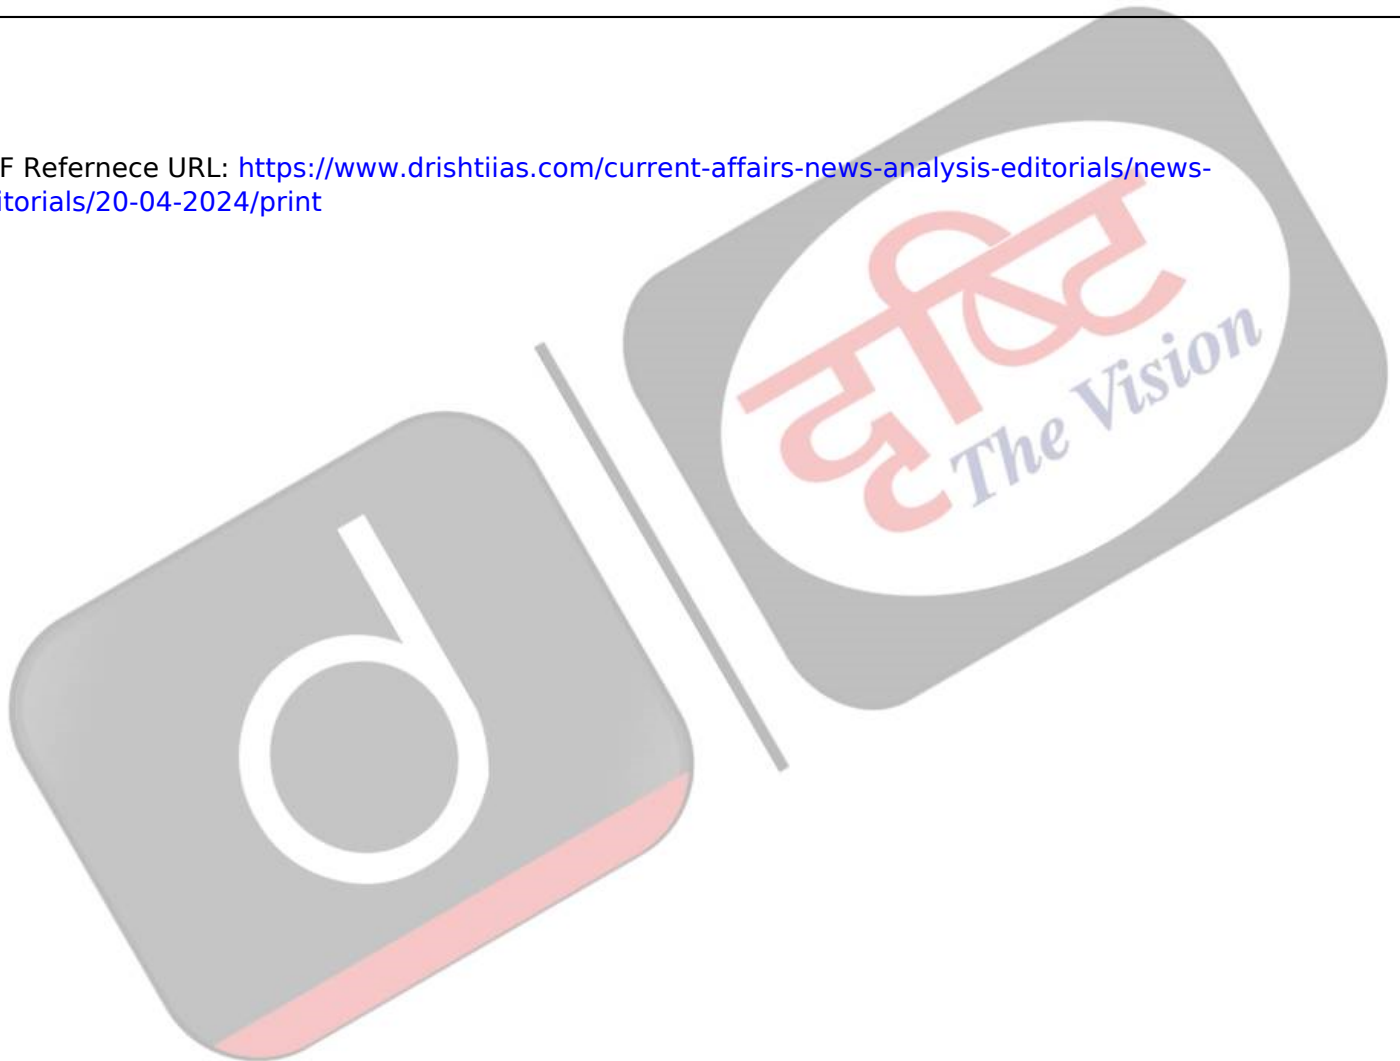 F Refernece URL: https://www.drishtiias.com/current-affairs-news-analysis-editorials/news-
itorials/20-04-2024/print
दृष्टि
The Vision
d